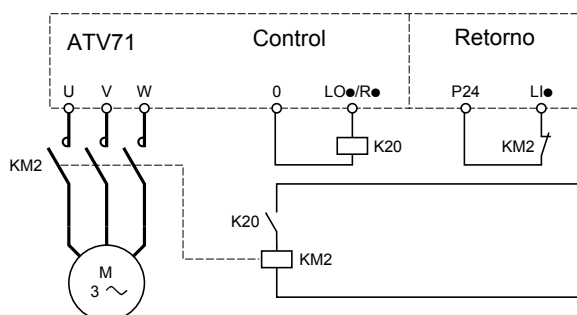 ATV71 Control Retorno
U V W 0 LO●/R● P24 LI●
K20 KM2
KM2
K20
KM2
M
3